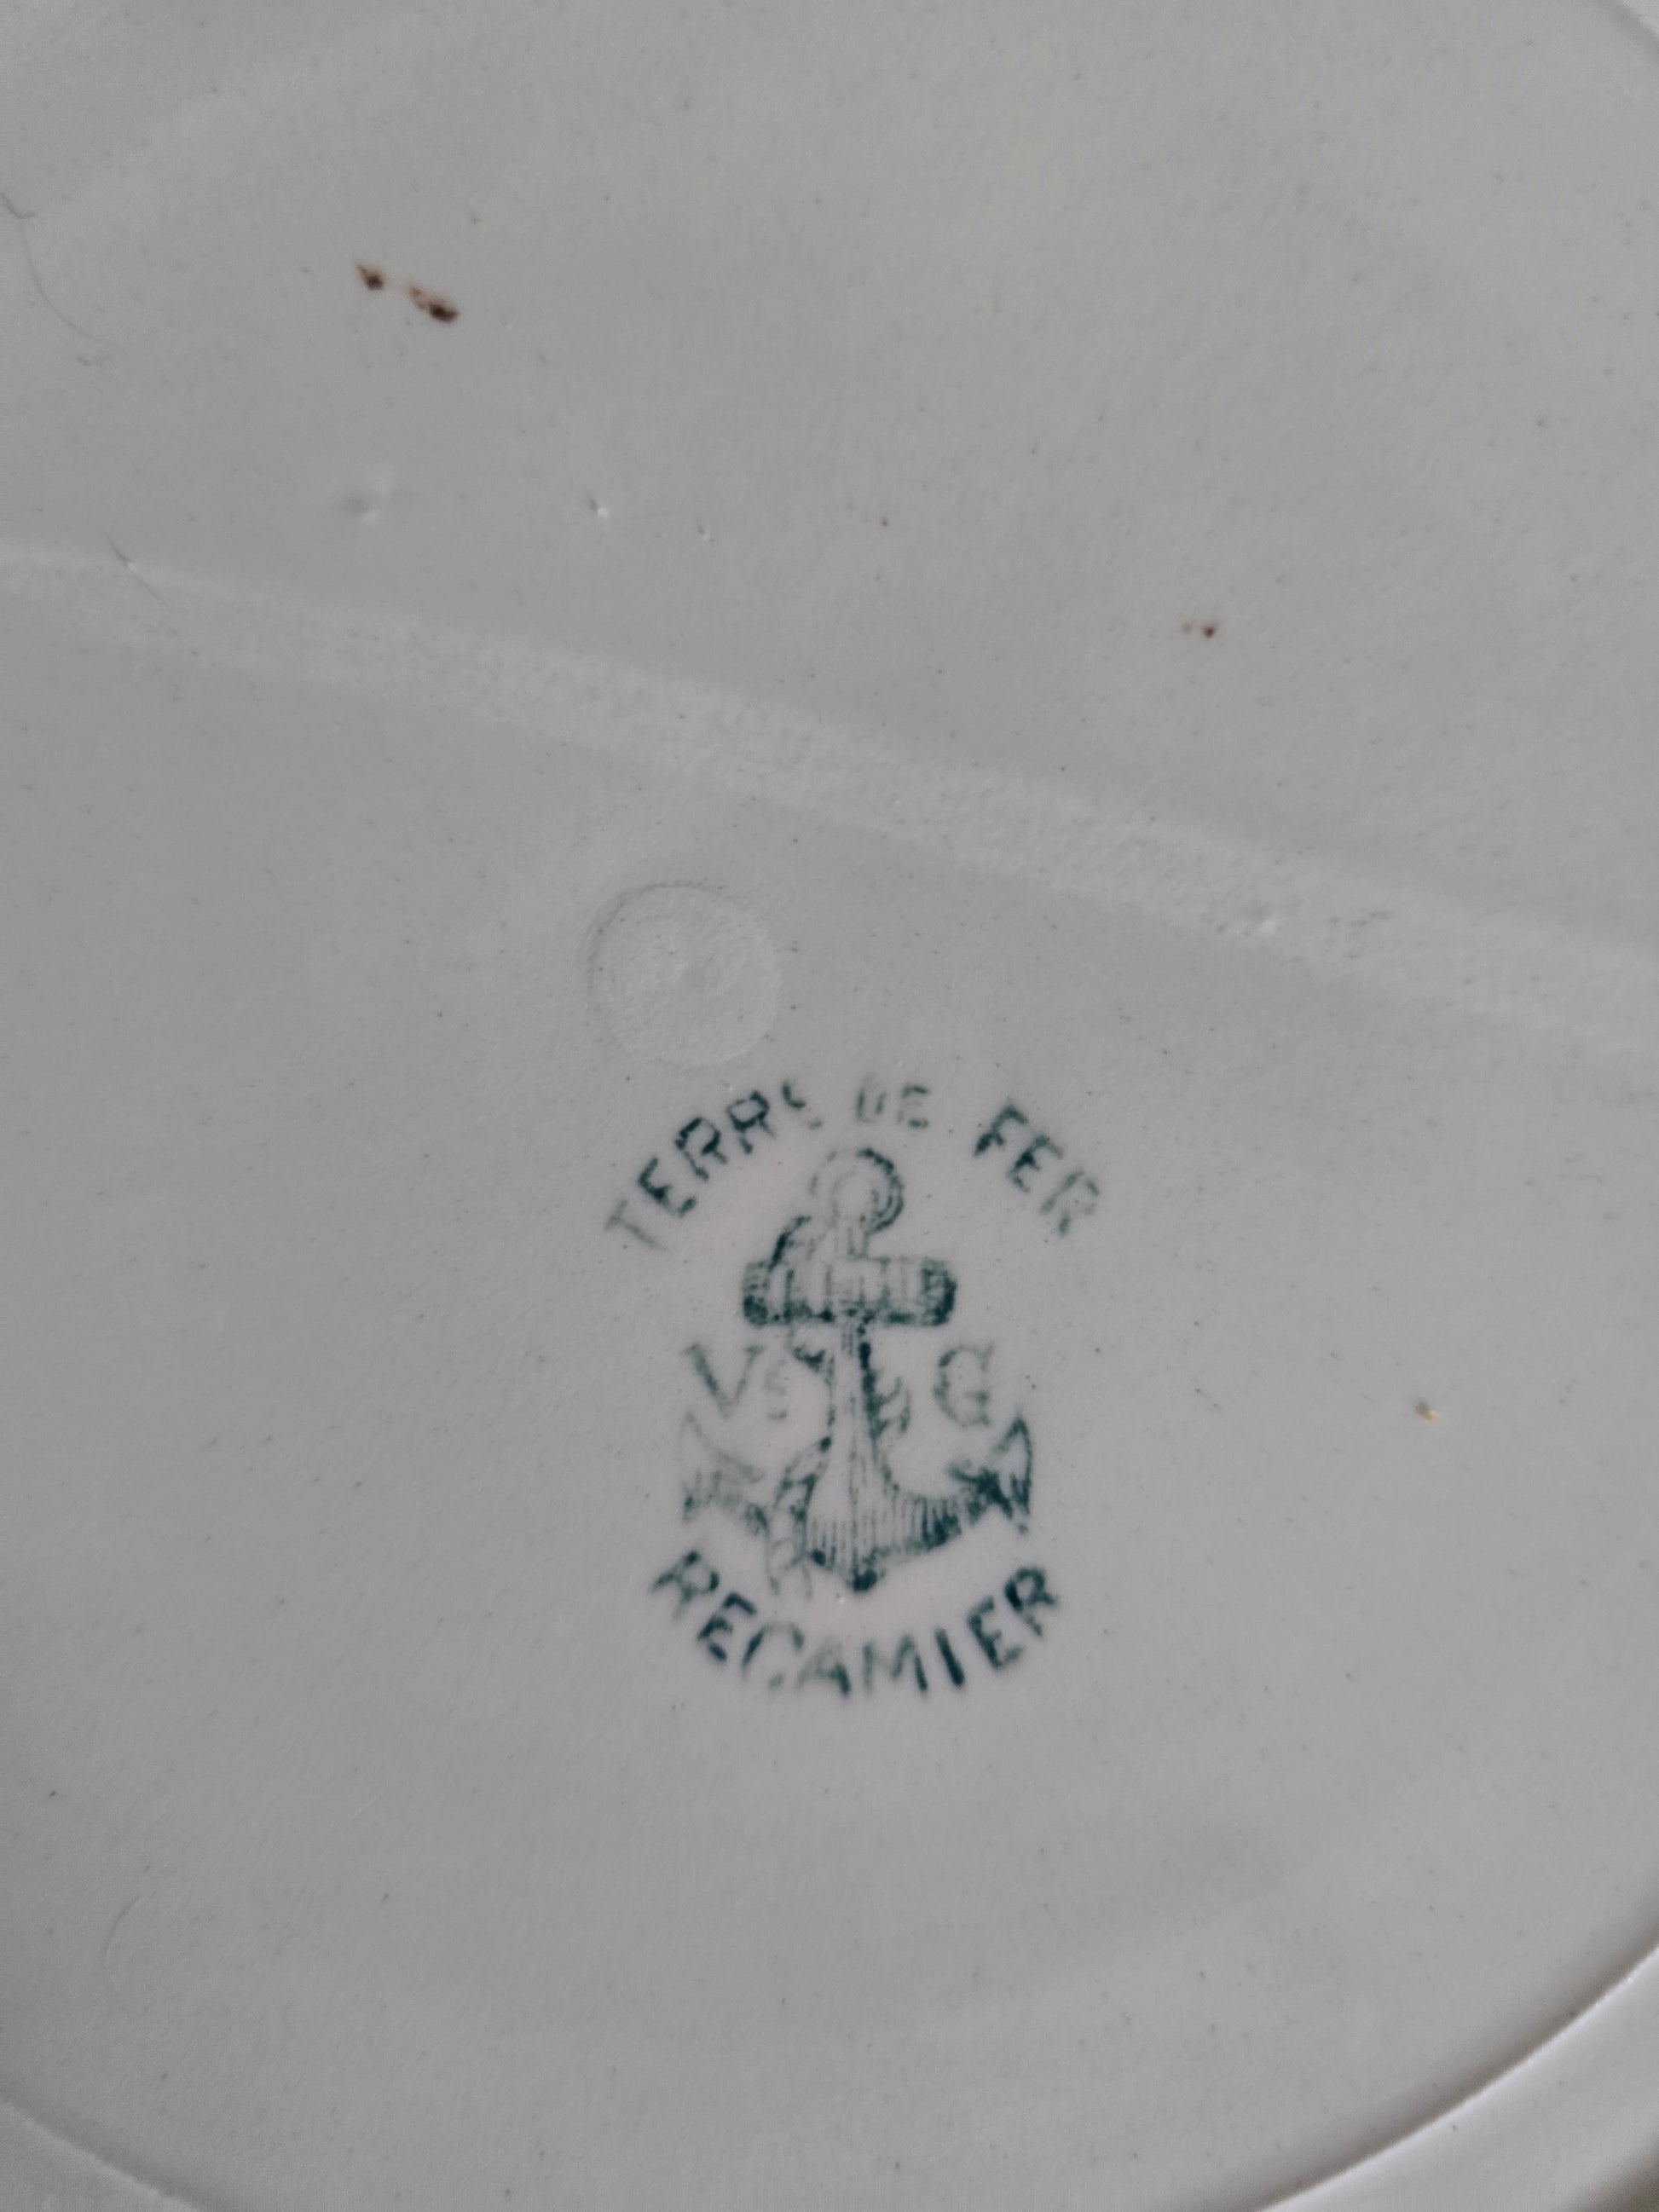 TERRE DE FER
V G
RECAMIER